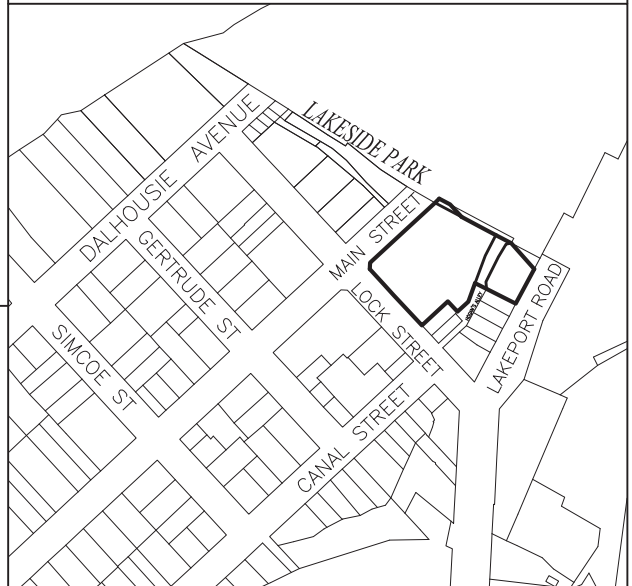 LAKESIDE PARK
DALHOUSIE AVENUE
MAIN STREET
GERTRUDE ST
LOCK STREET
LAKEPORT ROAD
SIMCOE ST
CANAL STREET